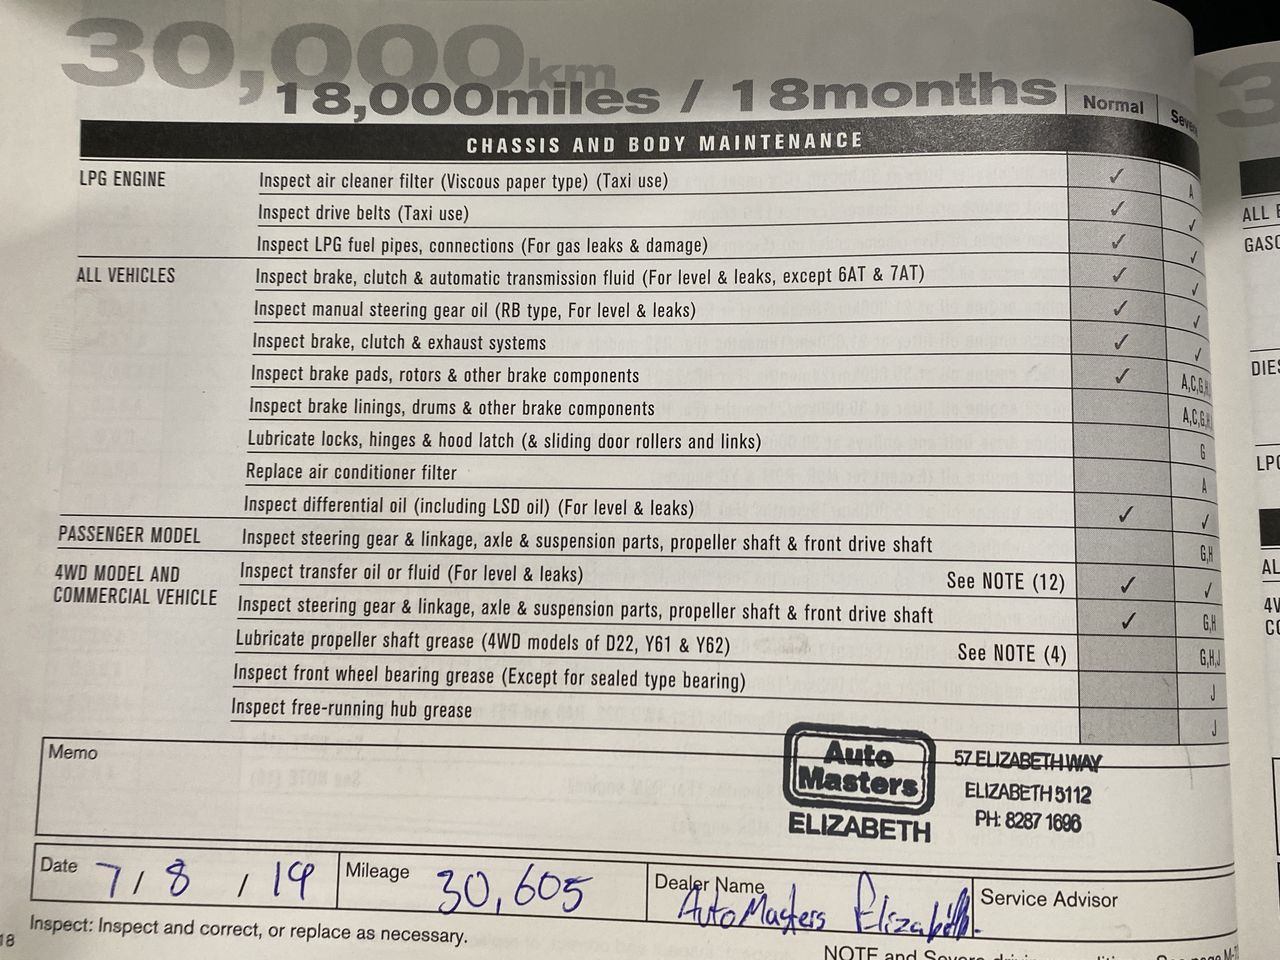 30,000km
18,000miles / 18months
Normal
CHASSIS AND BODY MAINTENANCE
LPG ENGINE Inspect air cleaner filter (Viscous paper type) (Taxi use) ✓ A
Inspect drive belts (Taxi use) ✓ ✓
Inspect LPG fuel pipes, connections (For gas leaks & damage) ✓ ✓
ALL VEHICLES Inspect brake, clutch & automatic transmission fluid (For level & leaks, except 6AT & 7AT) ✓ ✓
Inspect manual steering gear oil (RB type, For level & leaks) ✓ ✓
Inspect brake, clutch & exhaust systems ✓ ✓
Inspect brake pads, rotors & other brake components ✓ A,C,G,
Inspect brake linings, drums & other brake components A,C,G,
Lubricate locks, hinges & hood latch (& sliding door rollers and links) G
Replace air conditioner filter A
Inspect differential oil (including LSD oil) (For level & leaks) ✓ ✓
PASSENGER MODEL Inspect steering gear & linkage, axle & suspension parts, propeller shaft & front drive shaft G,H
4WD MODEL AND COMMERCIAL VEHICLE Inspect transfer oil or fluid (For level & leaks) See NOTE (12) ✓ ✓
Inspect steering gear & linkage, axle & suspension parts, propeller shaft & front drive shaft ✓ G,H
Lubricate propeller shaft grease (4WD models of D22, Y61 & Y62) See NOTE (4) G,H,J
Inspect front wheel bearing grease (Except for sealed type bearing) J
Inspect free-running hub grease J
Memo
Auto
Masters
ELIZABETH
57 ELIZABETH WAY
ELIZABETH 5112
PH: 8287 1696
Date 7/8/19 Mileage 30,605 Dealer Name AutoMasters Elizabeth. Service Advisor
Inspect: Inspect and correct, or replace as necessary.
18
NOTE and Severe
ALL